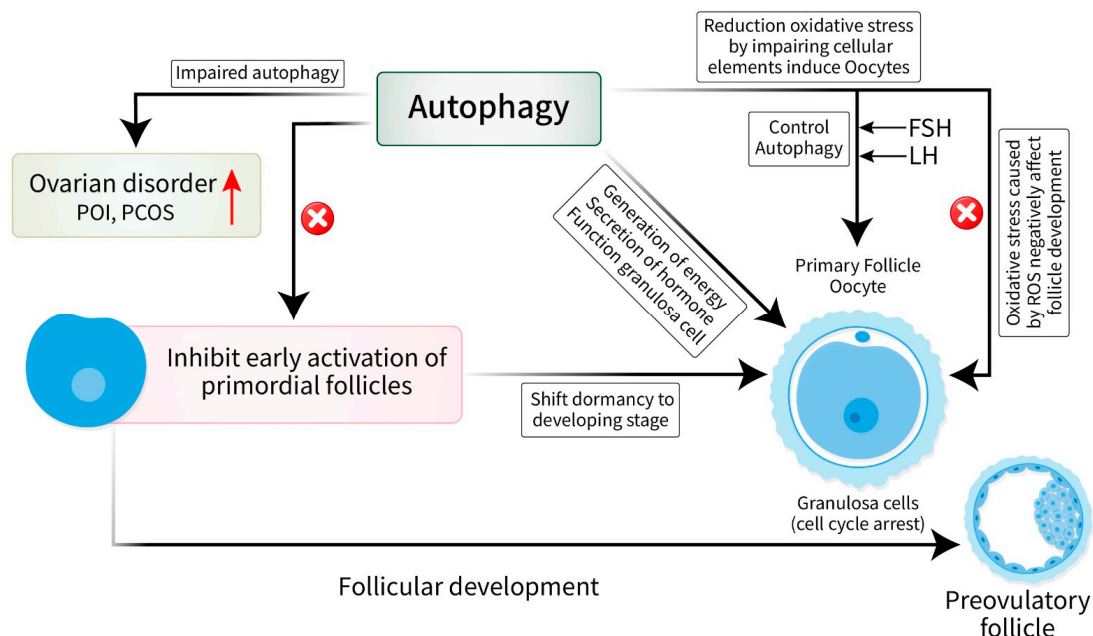 Reduction oxidative stress
by impairing cellular
elements induce Oocytes
Impaired autophagy
Autophagy
Control
Autophagy
FSH
LH
Ovarian disorder
POI, PCOS
Generation of energy
Secretion of hormone
Function granulosa cell
Oxidative stress caused
by ROS negatively affect
follicle development
Primary Follicle
Oocyte
Inhibit early activation of
primordial follicles
Shift dormancy to
developing stage
Granulosa cells
(cell cycle arrest)
Follicular development
Preovulatory
follicle